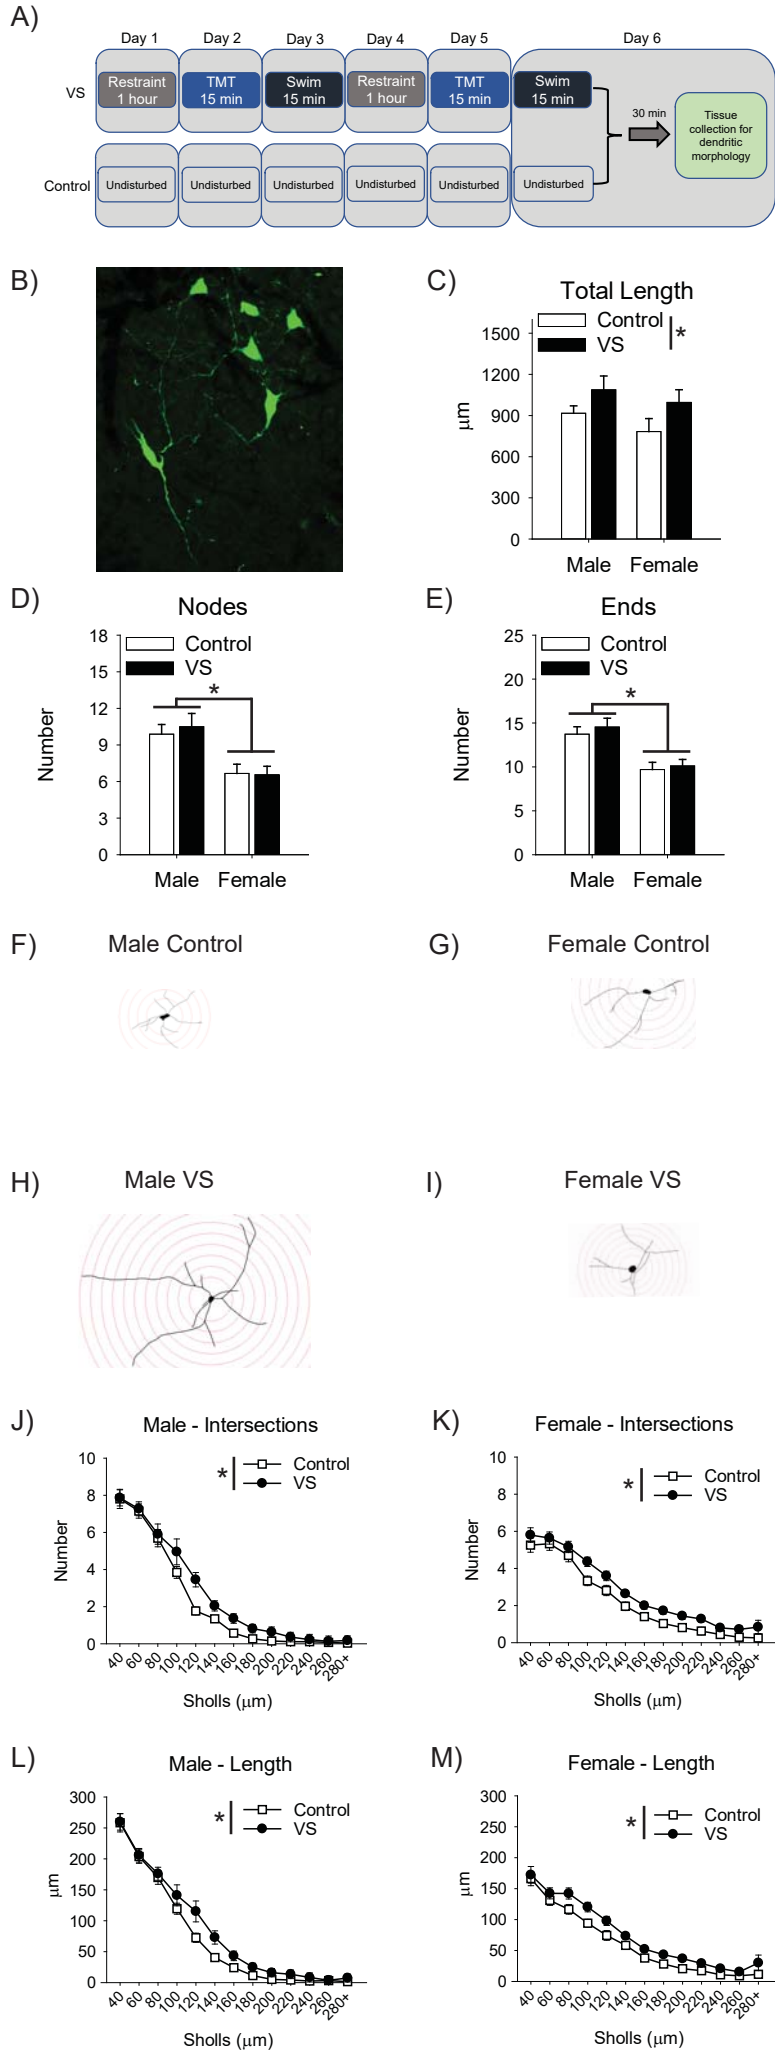 A)
Day 1 Day 2 Day 3 Day 4 Day 5 Day 6
VS
Restraint
1 hour
TMT
15 min
Swim
15 min
Restraint
1 hour
TMT
15 min
Swim
15 min
30 min
Tissue
collection for
dendritic
morphology
Control
Undisturbed Undisturbed Undisturbed Undisturbed Undisturbed Undisturbed
B)
C)
Total Length
Control
VS
*
1500
1200
900
600
300
0
μm
Male Female
D)
Nodes
Control
VS
*
18
15
12
9
6
3
0
Number
Male Female
E)
Ends
Control
VS
*
25
20
15
10
5
0
Number
Male Female
F) Male Control
G) Female Control
H) Male VS
I) Female VS
J)
Male - Intersections
* Control
VS
10
8
6
4
2
0
Number
40 60 80 100 120 140 160 180 200 220 240 260 280+
Sholls (μm)
K)
Female - Intersections
* Control
VS
10
8
6
4
2
0
Number
40 60 80 100 120 140 160 180 200 220 240 260 280+
Sholls (μm)
L)
Male - Length
* Control
VS
300
250
200
150
100
50
0
μm
40 60 80 100 120 140 160 180 200 220 240 260 280+
Sholls (μm)
M)
Female - Length
* Control
VS
300
250
200
150
100
50
0
μm
40 60 80 100 120 140 160 180 200 220 240 260 280+
Sholls (μm)